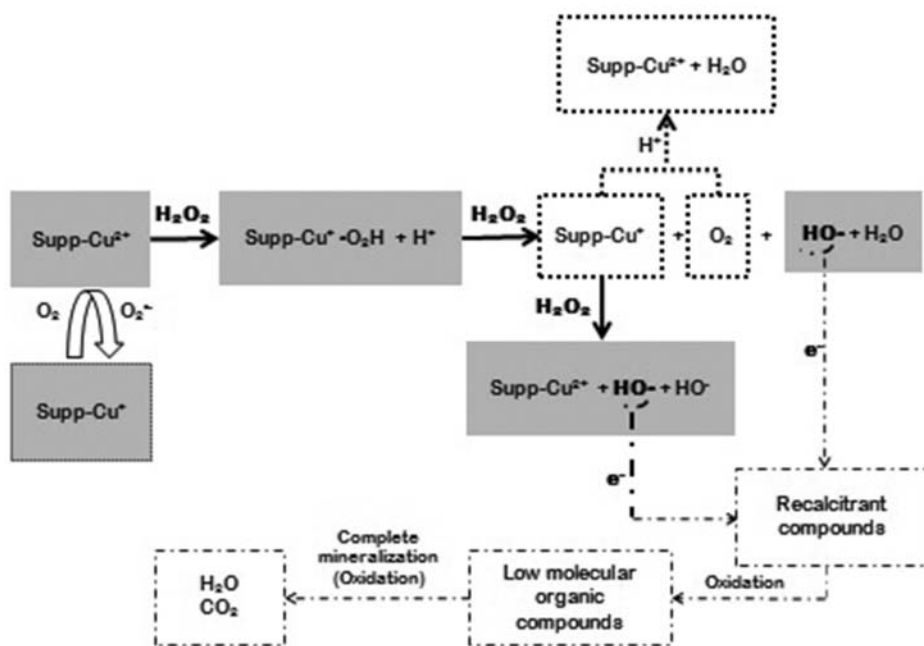 Supp-Cu²⁺ + H₂O
H⁺
Supp-Cu²⁺
H₂O₂
Supp-Cu⁺ -O₂H + H⁺
H₂O₂
Supp-Cu⁺
+
O₂
+
HO• + H₂O
O₂
O₂•⁻
H₂O₂
e⁻
Supp-Cu⁺
Supp-Cu²⁺ + HO• + HO⁻
e⁻
Recalcitrant
compounds
Complete
mineralization
(Oxidation)
Oxidation
H₂O
CO₂
Low molecular
organic
compounds